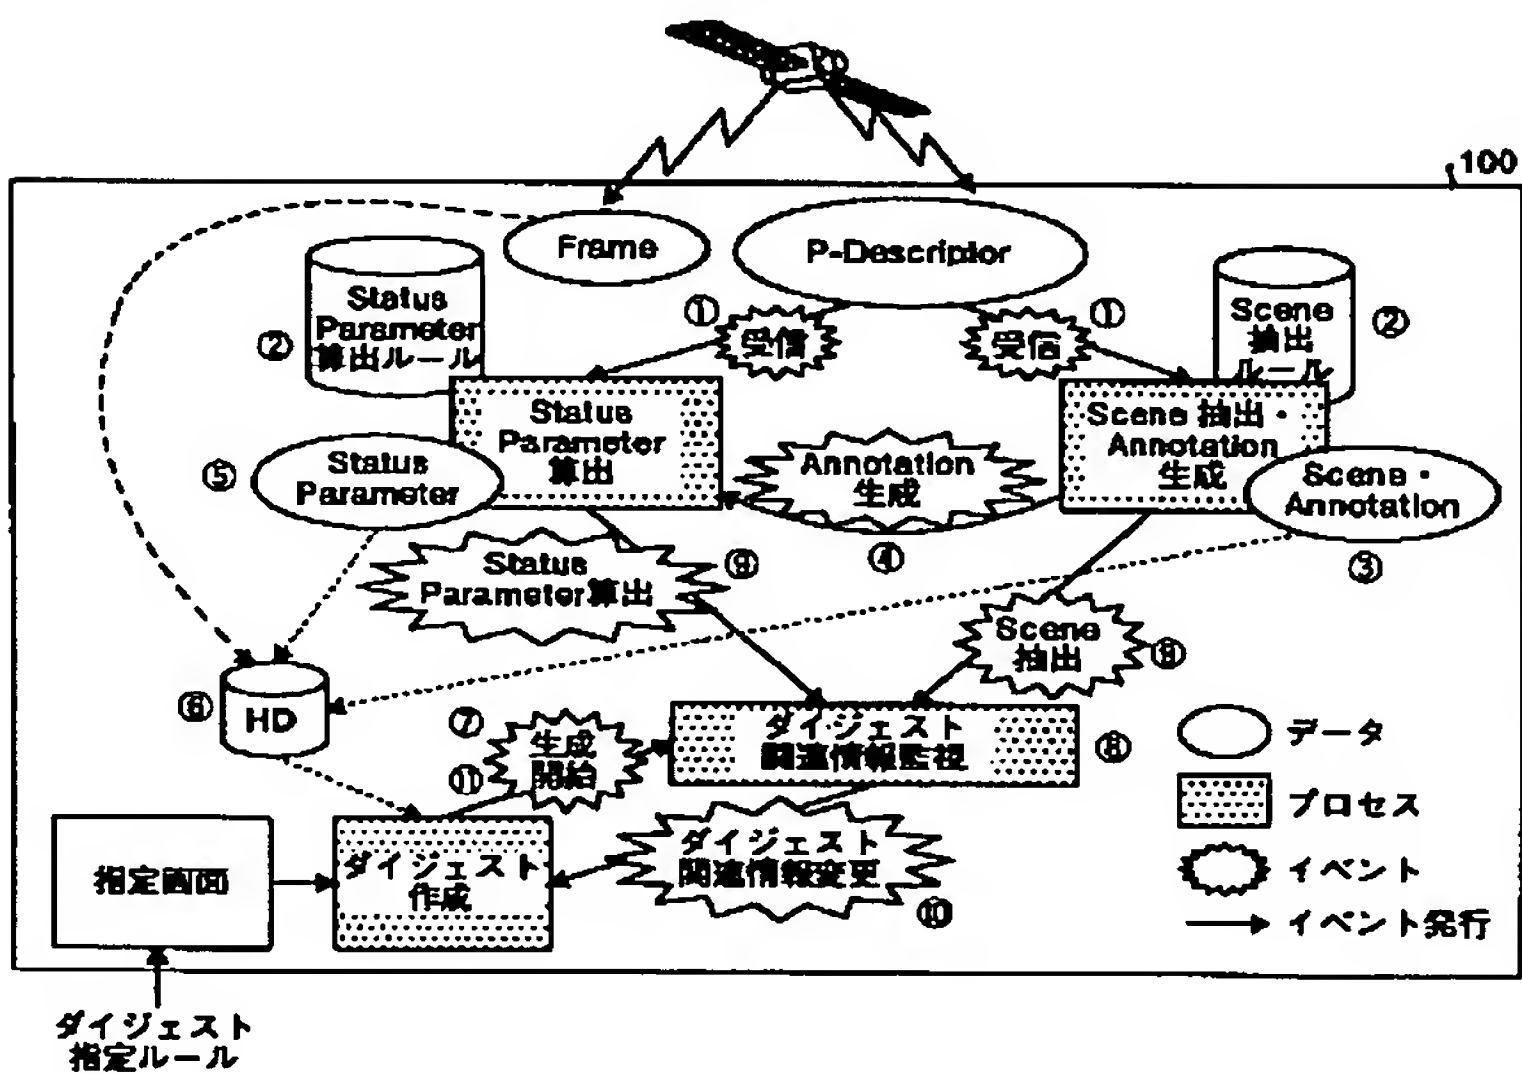 100
Frame
P-Descriptor
Status
Parameter
算出ルール
②
①
受信
受信
①
Scene
抽出
ルール
②
Status
Parameter
算出
Scene 抽出・
Annotation
生成
Annotation
生成
④
⑤
Status
Parameter
Scene・
Annotation
③
Status
Parameter算出
⑨
Scene
抽出
⑨
⑥
HD
⑦
⑪
生成
開始
ダイジェスト
関連情報監視
⑧
データ
プロセス
イベント
イベント発行
指定画面
ダイジェスト
作成
ダイジェスト
関連情報変更
⑩
ダイジェスト
指定ルール